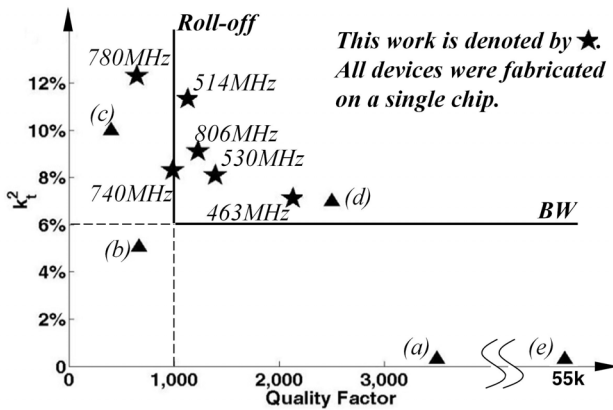 Roll-off
This work is denoted by ★.
All devices were fabricated
on a single chip.
780MHz
12%
514MHz
(c)
10%
806MHz
530MHz
8%
740MHz
463MHz
(d)
k_t^2
BW
6%
(b)
4%
2%
(a)
(e)
0
0
1,000
2,000
3,000
55k
Quality Factor